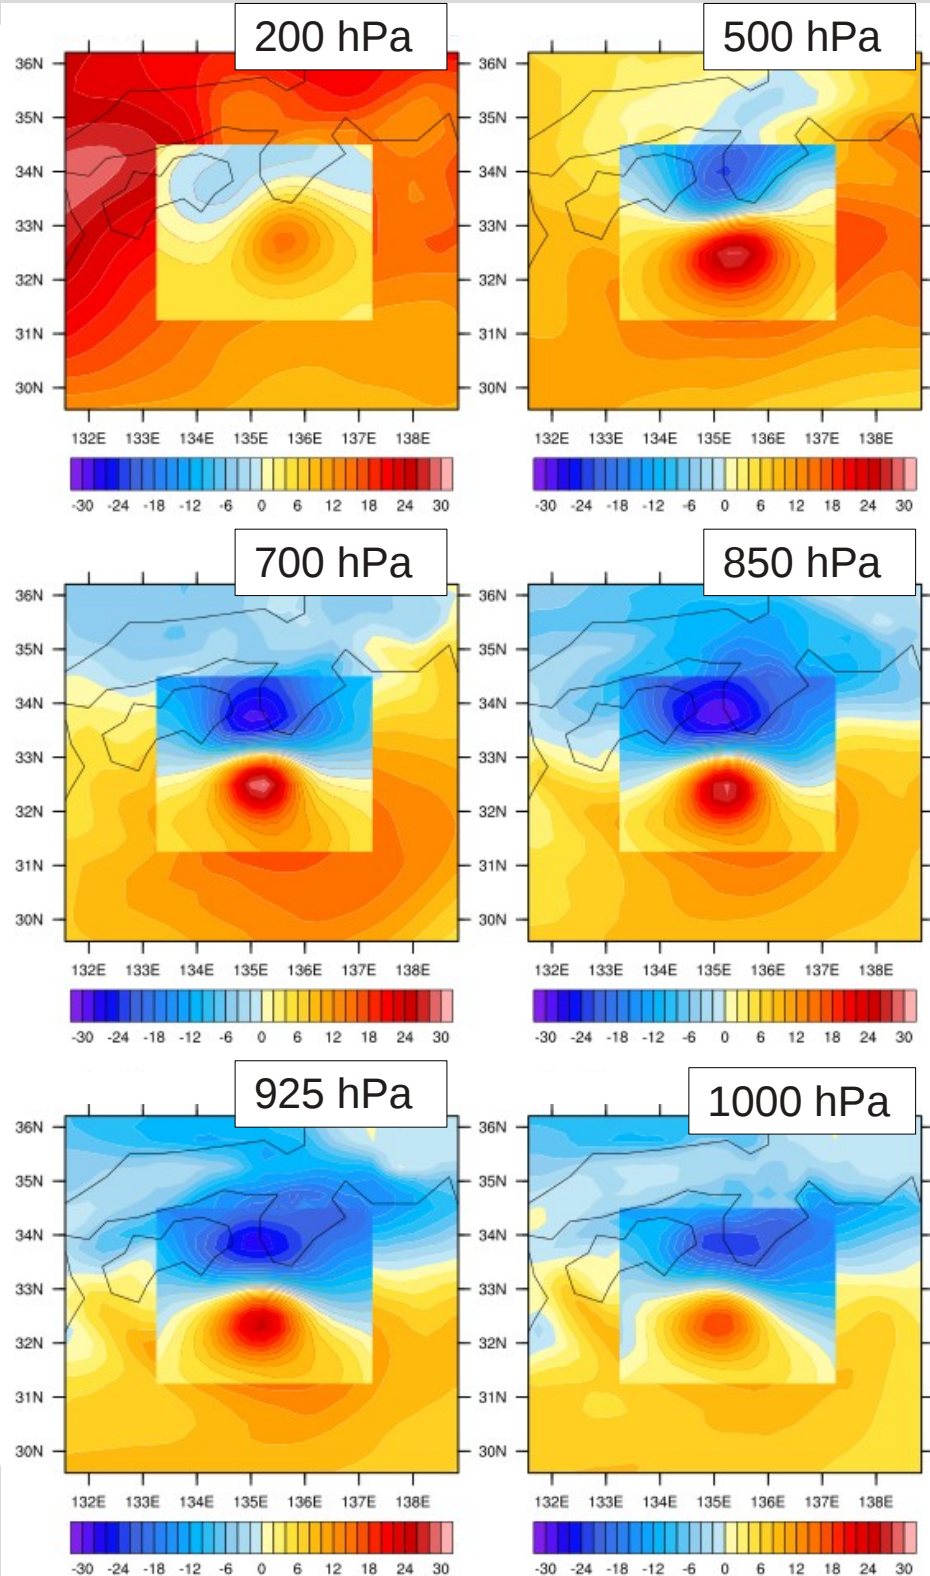 200 hPa
500 hPa
36N
35N
34N
33N
32N
31N
30N
36N
35N
34N
33N
32N
31N
30N
132E 133E 134E 135E 136E 137E 138E
132E 133E 134E 135E 136E 137E 138E
-30 -24 -18 -12 -6 0 6 12 18 24 30
-30 -24 -18 -12 -6 0 6 12 18 24 30
700 hPa
850 hPa
36N
35N
34N
33N
32N
31N
30N
36N
35N
34N
33N
32N
31N
30N
132E 133E 134E 135E 136E 137E 138E
132E 133E 134E 135E 136E 137E 138E
-30 -24 -18 -12 -6 0 6 12 18 24 30
-30 -24 -18 -12 -6 0 6 12 18 24 30
925 hPa
1000 hPa
36N
35N
34N
33N
32N
31N
30N
36N
35N
34N
33N
32N
31N
30N
132E 133E 134E 135E 136E 137E 138E
132E 133E 134E 135E 136E 137E 138E
-30 -24 -18 -12 -6 0 6 12 18 24 30
-30 -24 -18 -12 -6 0 6 12 18 24 30